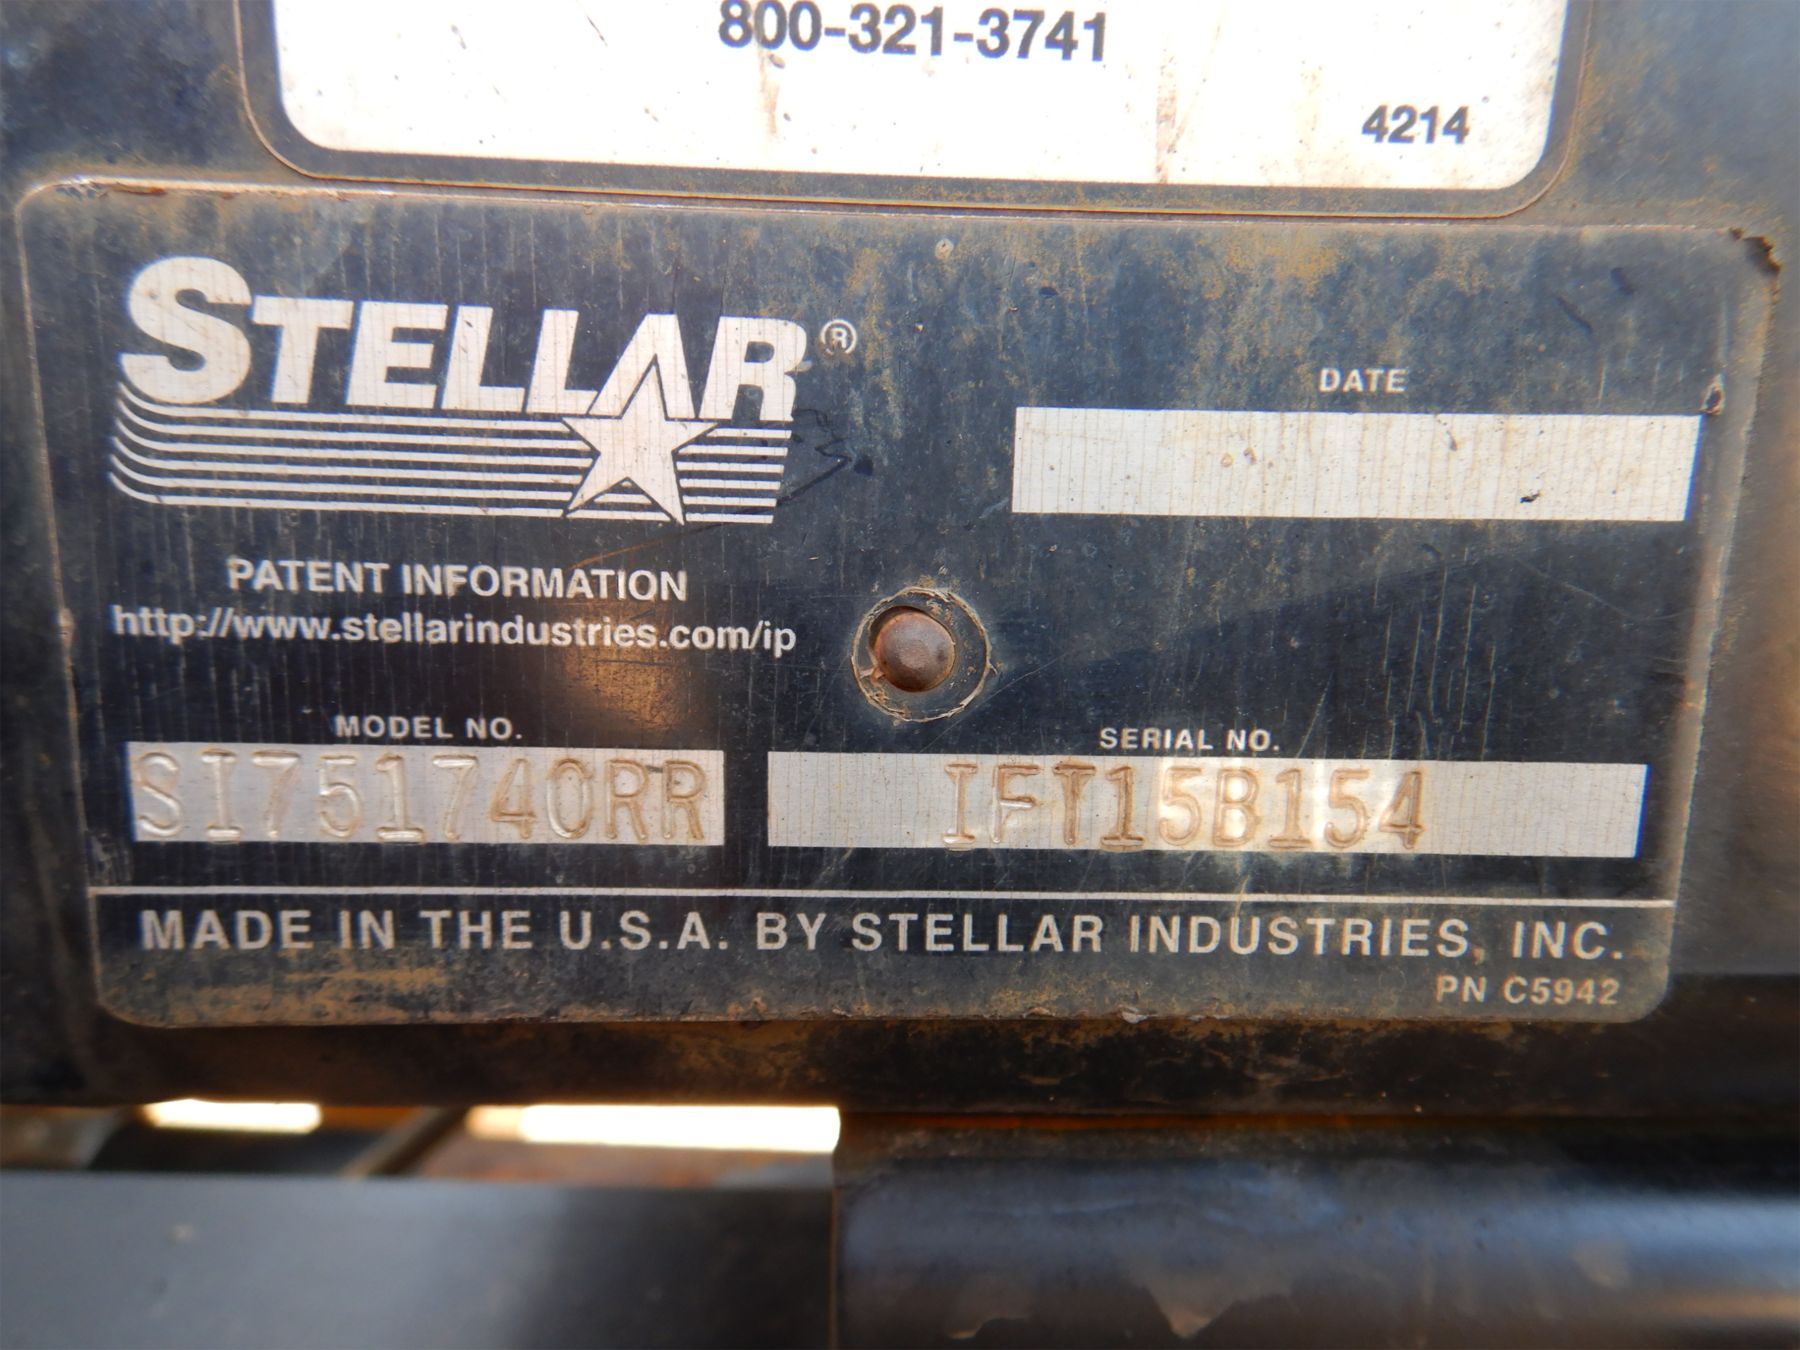 800-321-3741
4214
STELLAR®
DATE
PATENT INFORMATION
http://www.stellarindustries.com/ip
MODEL NO.
SI751740RR
SERIAL NO.
IFT15B154
MADE IN THE U.S.A. BY STELLAR INDUSTRIES, INC.
PN C5942